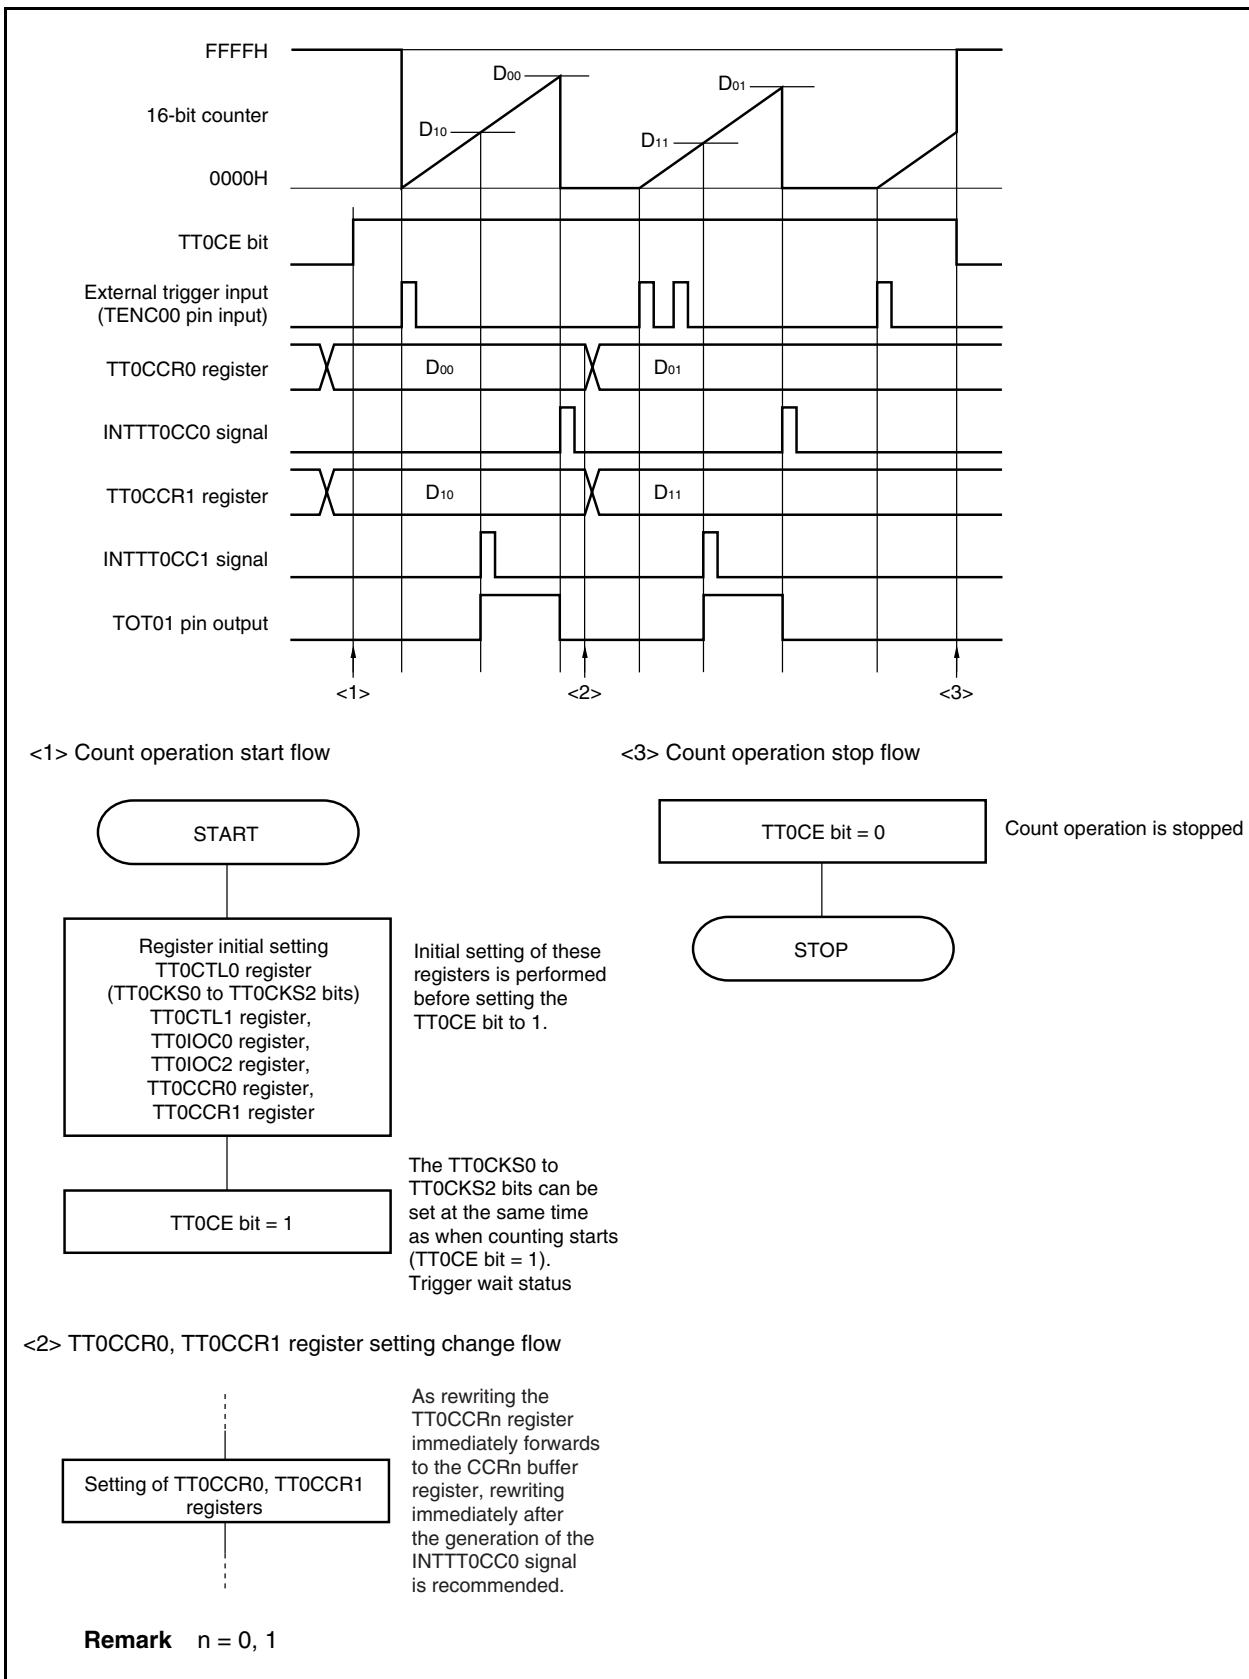 FFFFH
D00
D01
16-bit counter
D10
D11
0000H
TT0CE bit
External trigger input
(TENC00 pin input)
TT0CCR0 register
D00
D01
INTTT0CC0 signal
TT0CCR1 register
D10
D11
INTTT0CC1 signal
TOT01 pin output
<1>
<2>
<3>
<1> Count operation start flow
START
Register initial setting
TT0CTL0 register
(TT0CKS0 to TT0CKS2 bits)
TT0CTL1 register,
TT0IOC0 register,
TT0IOC2 register,
TT0CCR0 register,
TT0CCR1 register
Initial setting of these
registers is performed
before setting the
TT0CE bit to 1.
TT0CE bit = 1
The TT0CKS0 to
TT0CKS2 bits can be
set at the same time
as when counting starts
(TT0CE bit = 1).
Trigger wait status
<3> Count operation stop flow
TT0CE bit = 0
Count operation is stopped
STOP
<2> TT0CCR0, TT0CCR1 register setting change flow
Setting of TT0CCR0, TT0CCR1
registers
As rewriting the
TT0CCRn register
immediately forwards
to the CCRn buffer
register, rewriting
immediately after
the generation of the
INTTT0CC0 signal
is recommended.
Remark n = 0, 1